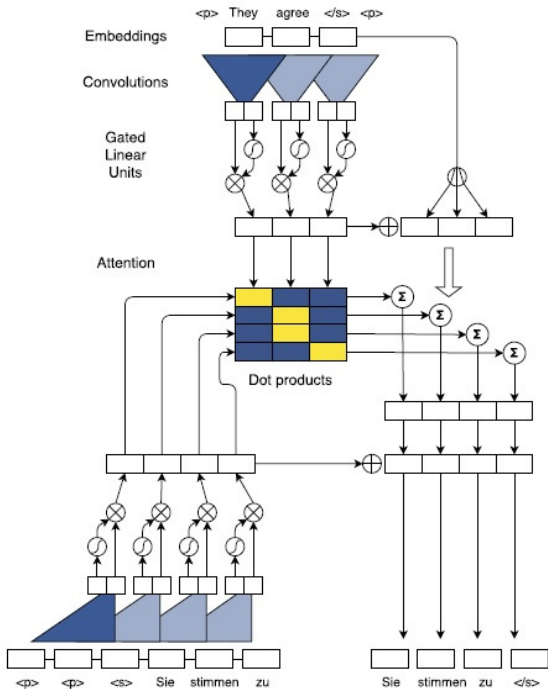 <p> They agree </s> <p>
Embeddings
Convolutions
Gated
Linear
Units
Attention
Σ
Σ
Σ
Σ
Dot products
<p> <p> <s> Sie stimmen zu
Sie stimmen zu </s>